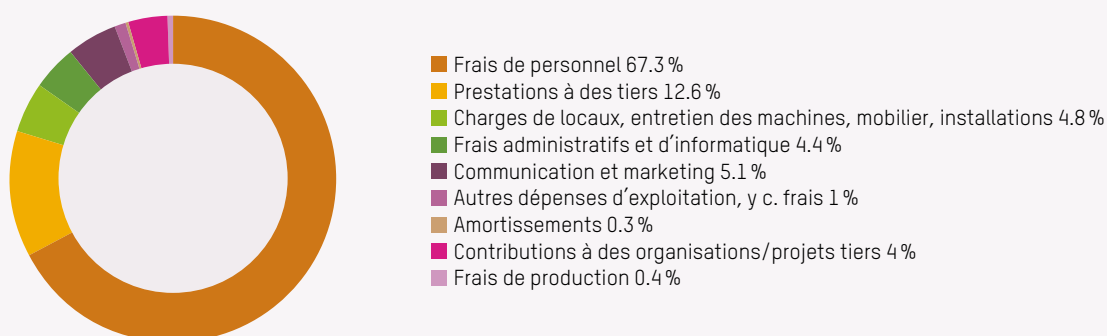 Frais de personnel 67.3 %
Prestations à des tiers 12.6 %
Charges de locaux, entretien des machines, mobilier, installations 4.8 %
Frais administratifs et d'informatique 4.4 %
Communication et marketing 5.1 %
Autres dépenses d'exploitation, y c. frais 1 %
Amortissements 0.3 %
Contributions à des organisations/projets tiers 4 %
Frais de production 0.4 %